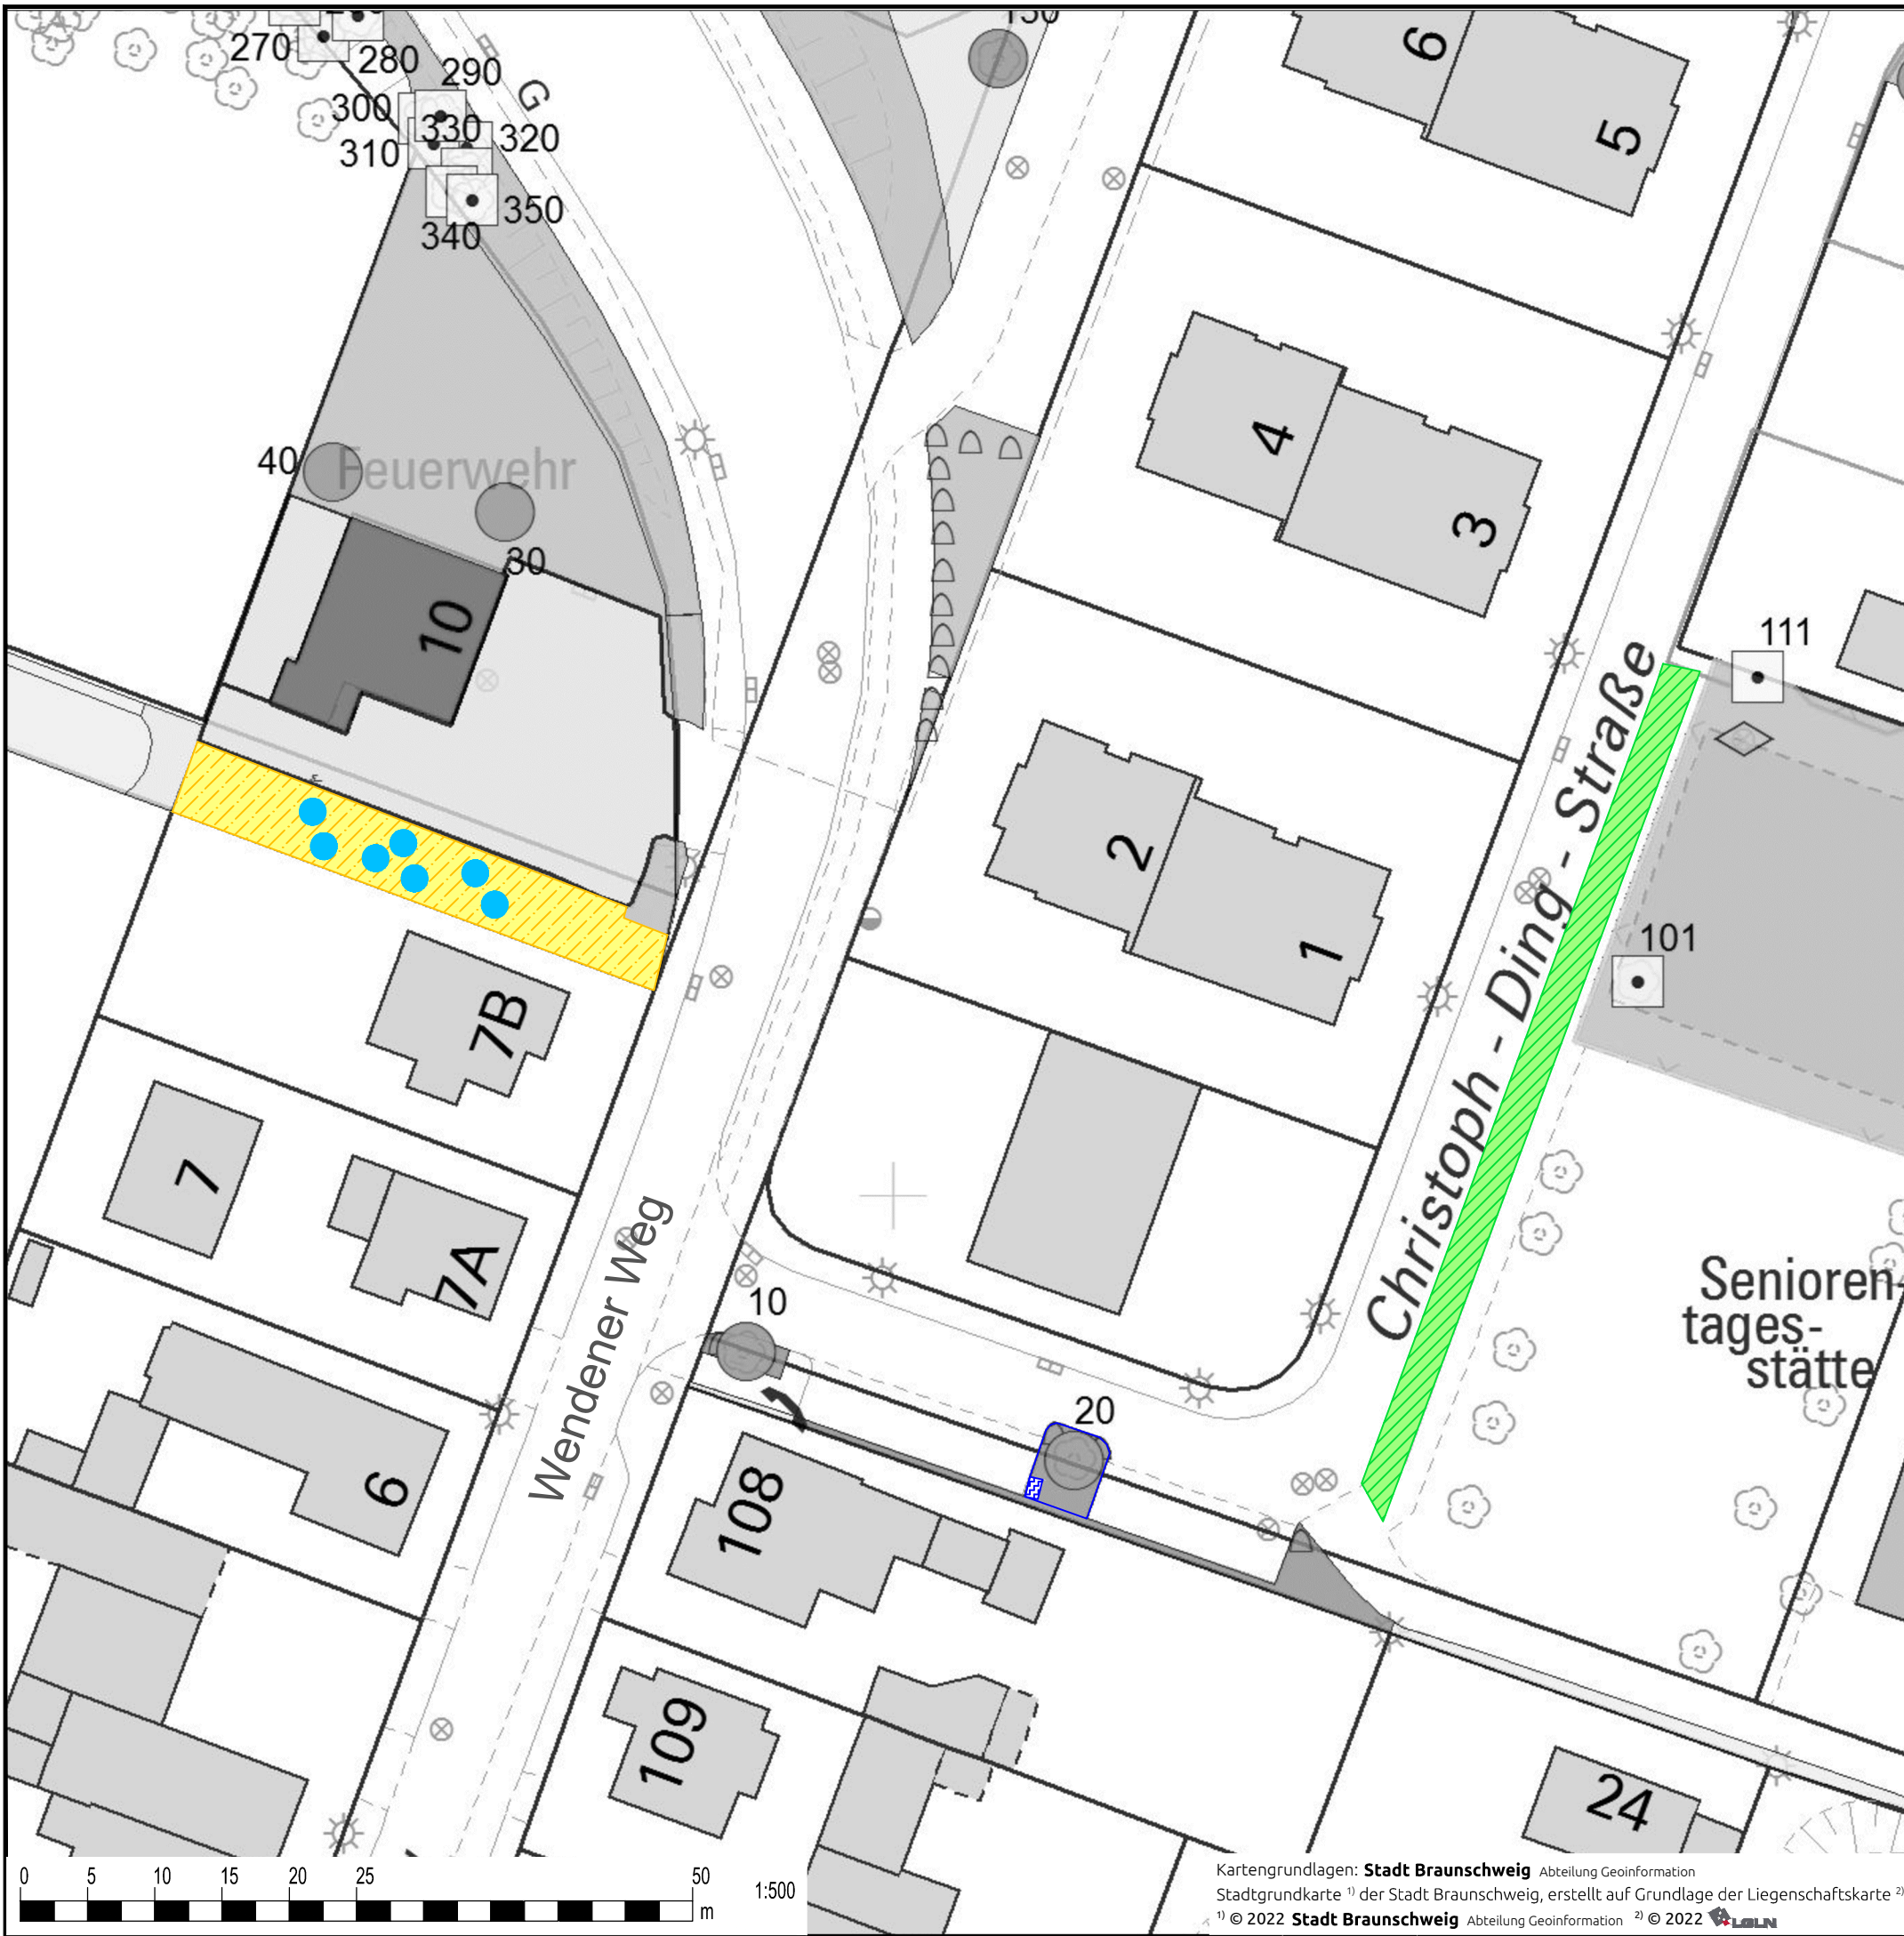 150
270
280
290
G
300
330
320
310
350
340
6
5
40
Feuerwehr
30
10
4
3
111
2
1
101
7B
7
7A
Christoph - Ding - Straße
Wendener Weg
Senioren-
tages-
stätte
10
20
6
108
109
24
0 5 10 15 20 25 50
m
1:500
Kartengrundlagen: Stadt Braunschweig Abteilung Geoinformation
Stadtgrundkarte 1) der Stadt Braunschweig, erstellt auf Grundlage der Liegenschaftskarte 2)
1) © 2022 Stadt Braunschweig Abteilung Geoinformation 2) © 2022 LGLN